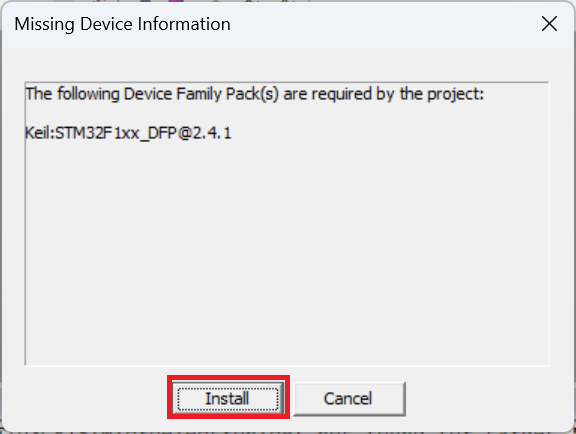 Missing Device Information
The following Device Family Pack(s) are required by the project:
Keil:STM32F1xx_DFP@2.4.1
Install
Cancel